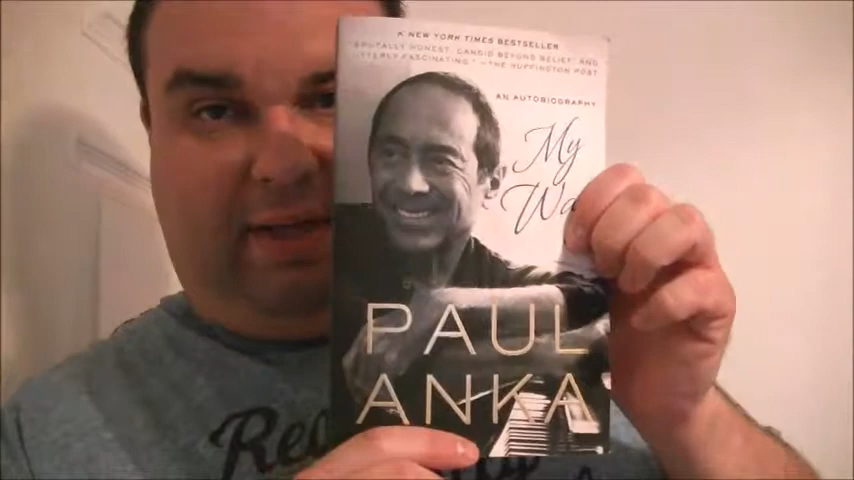 A NEW YORK TIMES BESTSELLER
"BRUTALLY HONEST, CANDID BEYOND BELIEF, AND
UTTERLY FASCINATING." —THE HUFFINGTON POST
AN AUTOBIOGRAPHY
My
Wa
PAUL
ANKA